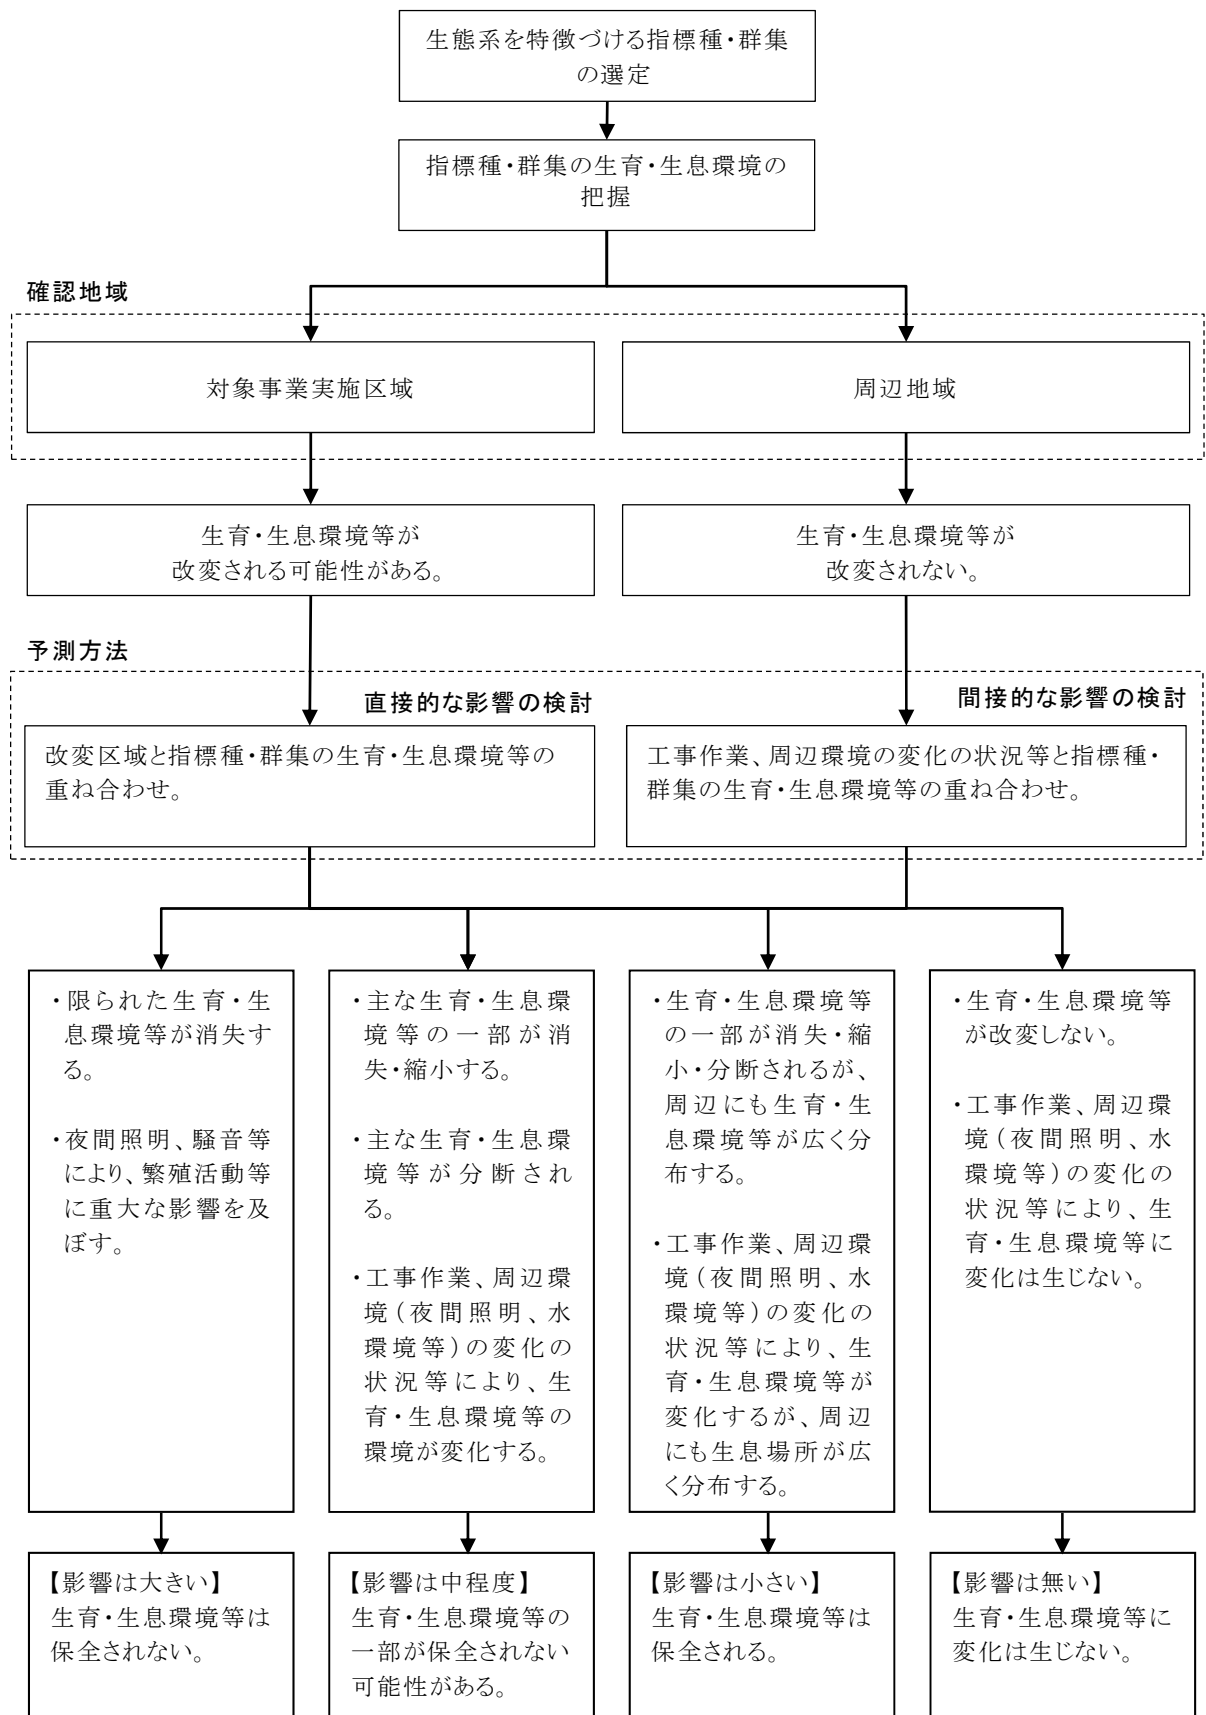 生態系を特徴づける指標種・群集
の選定
指標種・群集の生育・生息環境の
把握
確認地域
対象事業実施区域
周辺地域
生育・生息環境等が
改変される可能性がある。
生育・生息環境等が
改変されない。
予測方法
直接的な影響の検討
改変区域と指標種・群集の生育・生息環境等の
重ね合わせ。
間接的な影響の検討
工事作業、周辺環境の変化の状況等と指標種・
群集の生育・生息環境等の重ね合わせ。
・限られた生育・生
息環境等が消失す
る。
・夜間照明、騒音等
により、繁殖活動等
に重大な影響を及
ぼす。
・主な生育・生息環
境等の一部が消
失・縮小する。
・主な生育・生息環
境等が分断され
る。
・工事作業、周辺環
境（夜間照明、水
環境等）の変化の
状況等により、生
育・生息環境等の
環境が変化する。
・生育・生息環境等
の一部が消失・縮
小・分断されるが、
周辺にも生育・生
息環境等が広く分
布する。
・工事作業、周辺環
境（夜間照明、水
環境等）の変化の
状況等により、生
育・生息環境等が
変化するが、周辺
にも生息場所が広
く分布する。
・生育・生息環境等
が改変しない。
・工事作業、周辺環
境（夜間照明、水
環境等）の変化の
状況等により、生
育・生息環境等に
変化は生じない。
【影響は大きい】
生育・生息環境等は
保全されない。
【影響は中程度】
生育・生息環境等の
一部が保全されない
可能性がある。
【影響は小さい】
生育・生息環境等は
保全される。
【影響は無い】
生育・生息環境等に
変化は生じない。